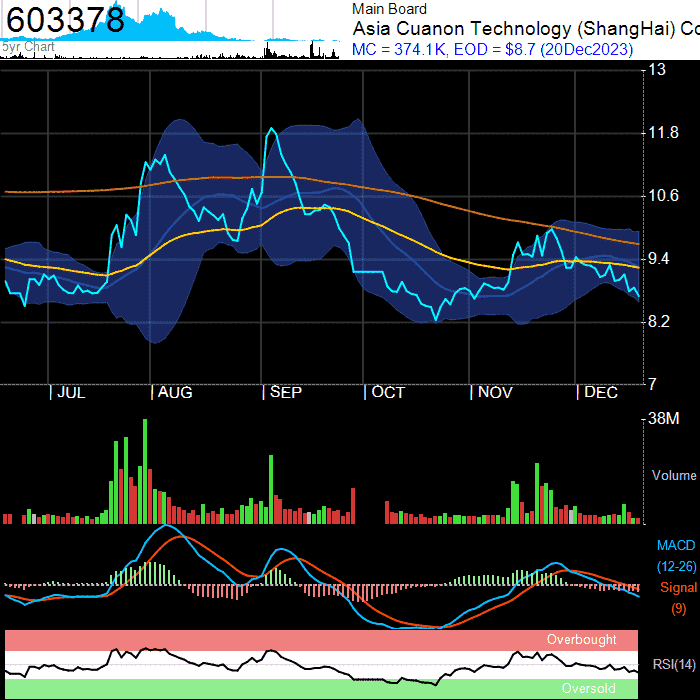 603378
5yr Chart
Main Board
Asia Cuanon Technology (ShangHai) Co
MC = 374.1K, EOD = $8.7 (20Dec2023)
13
11.8
10.6
9.4
8.2
7
| JUL | AUG | SEP | OCT | NOV | DEC
38M
Volume
MACD
(12-26)
Signal
(9)
Overbought
RSI(14)
Oversold